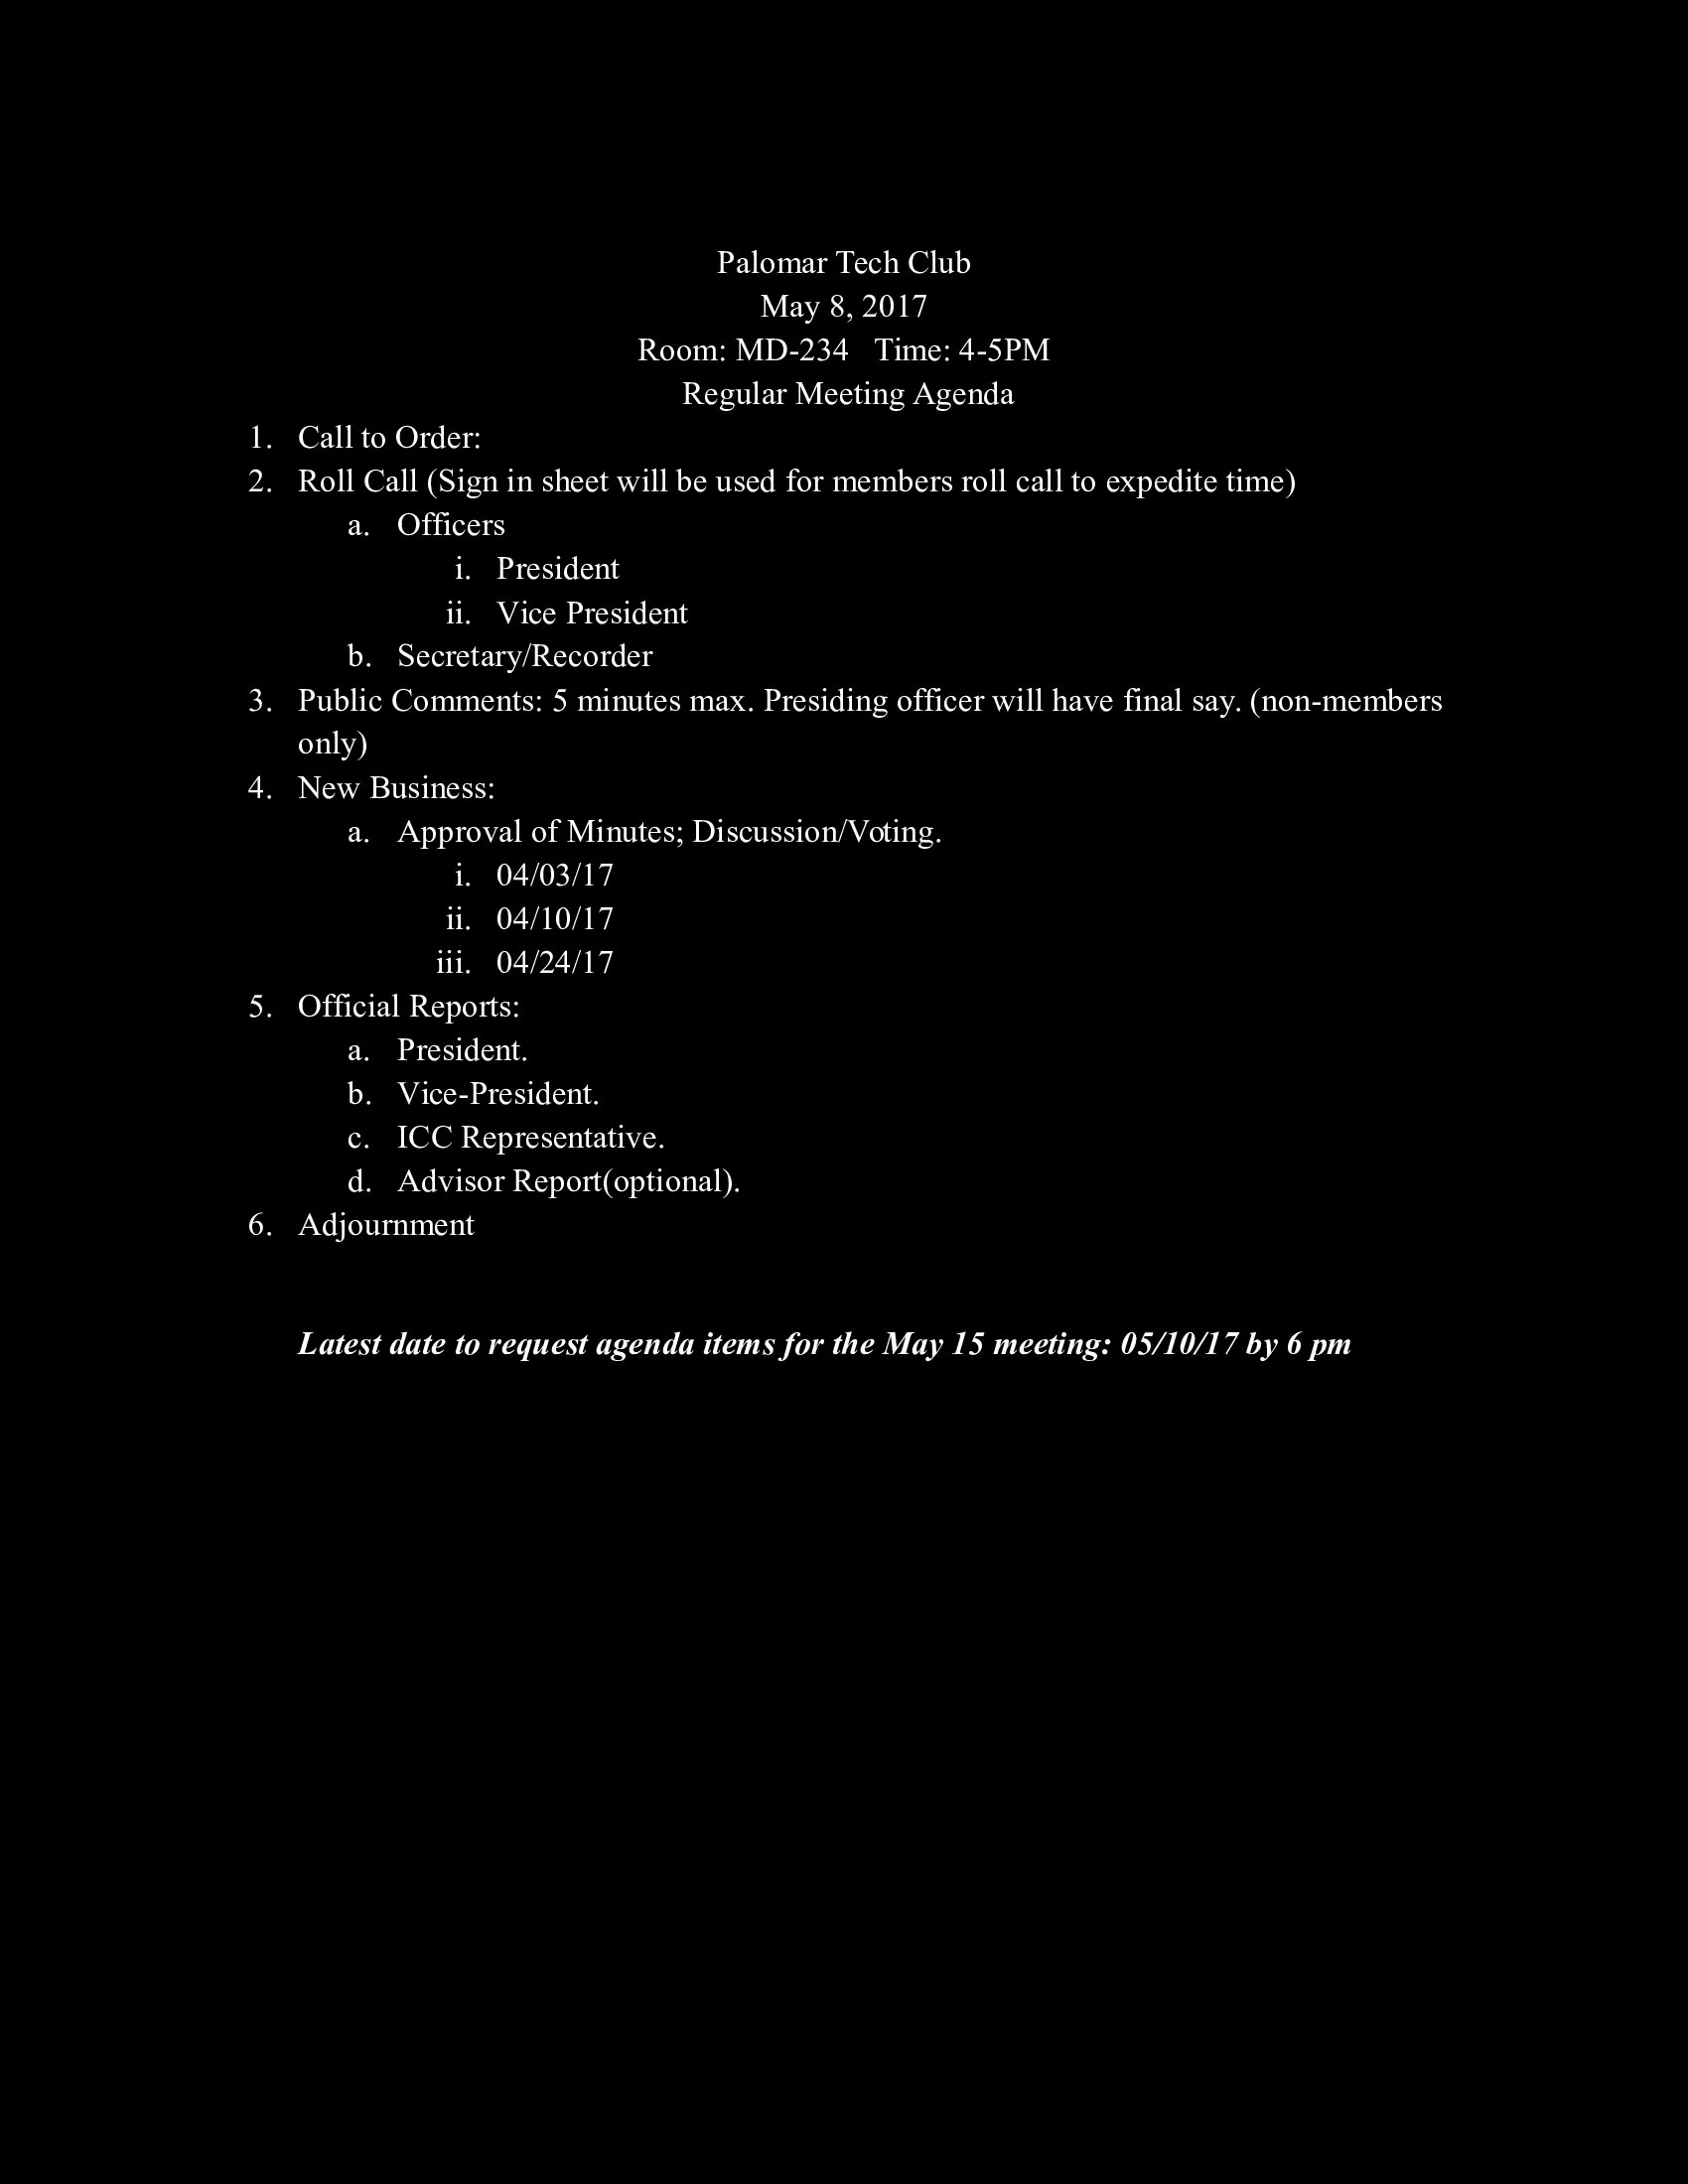 Palomar Tech Club
May 8, 2017
Room: MD-234   Time: 4-5PM
Regular Meeting Agenda
1. Call to Order:
2. Roll Call (Sign in sheet will be used for members roll call to expedite time)
a. Officers
i. President
ii. Vice President
b. Secretary/Recorder
3. Public Comments: 5 minutes max. Presiding officer will have final say. (non-members
only)
4. New Business:
a. Approval of Minutes; Discussion/Voting.
i. 04/03/17
ii. 04/10/17
iii. 04/24/17
5. Official Reports:
a. President.
b. Vice-President.
c. ICC Representative.
d. Advisor Report(optional).
6. Adjournment
Latest date to request agenda items for the May 15 meeting: 05/10/17 by 6 pm